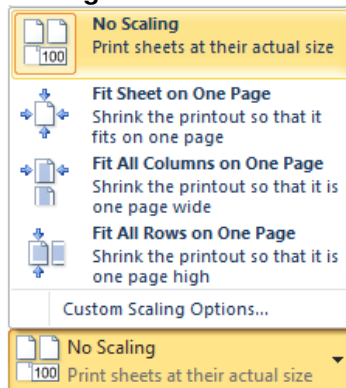 No Scaling
Print sheets at their actual size
100
Fit Sheet on One Page
Shrink the printout so that it
fits on one page
Fit All Columns on One Page
Shrink the printout so that it is
one page wide
Fit All Rows on One Page
Shrink the printout so that it is
one page high
Custom Scaling Options...
No Scaling
100
Print sheets at their actual size